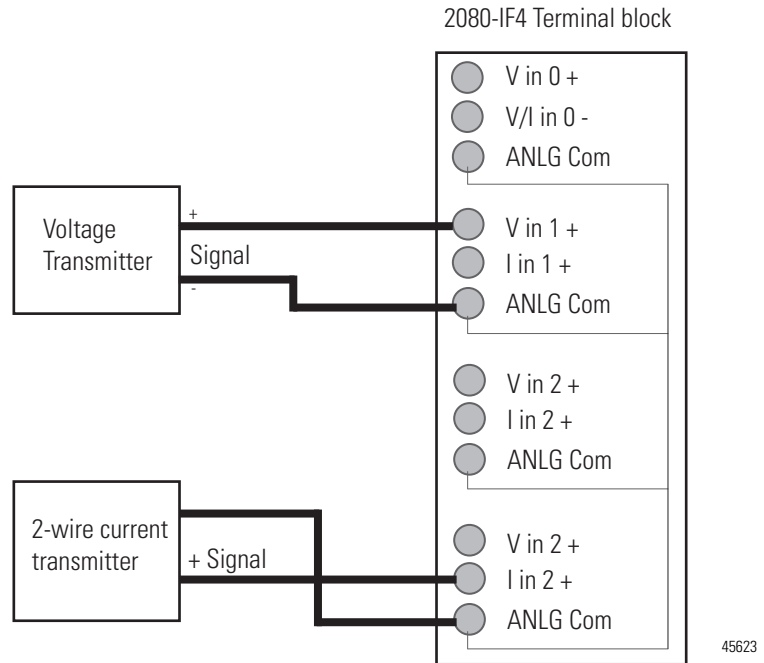 2080-IF4 Terminal block
V in 0 +
V/I in 0 -
ANLG Com
Voltage
Transmitter
+
Signal
-
V in 1 +
I in 1 +
ANLG Com
V in 2 +
I in 2 +
ANLG Com
2-wire current
transmitter
+ Signal
V in 2 +
I in 2 +
ANLG Com
45623